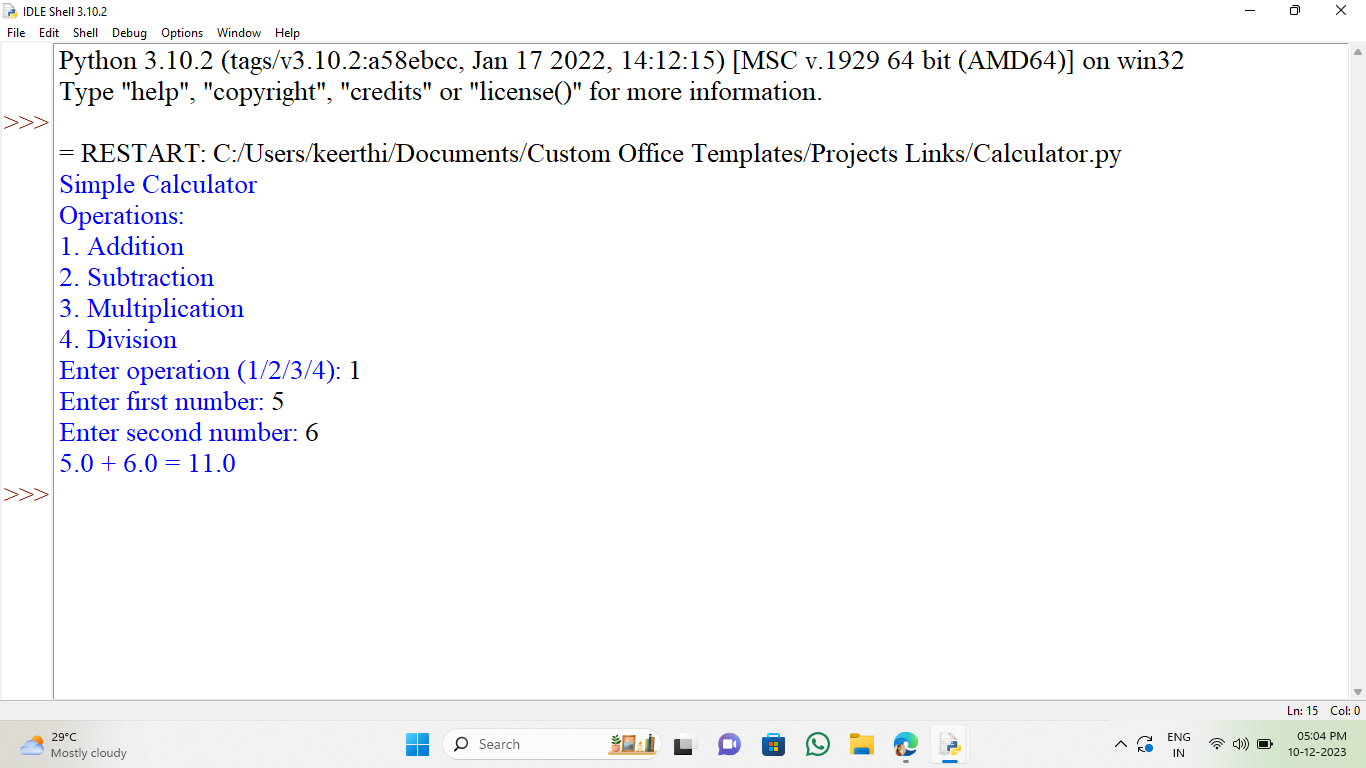 IDLE Shell 3.10.2
File Edit Shell Debug Options Window Help
Python 3.10.2 (tags/v3.10.2:a58ebcc, Jan 17 2022, 14:12:15) [MSC v.1929 64 bit (AMD64)] on win32
Type "help", "copyright", "credits" or "license()" for more information.
>>>
= RESTART: C:/Users/keerthi/Documents/Custom Office Templates/Projects Links/Calculator.py
Simple Calculator
Operations:
1. Addition
2. Subtraction
3. Multiplication
4. Division
Enter operation (1/2/3/4): 1
Enter first number: 5
Enter second number: 6
5.0 + 6.0 = 11.0
>>>
Ln: 15 Col: 0
29°C
Mostly cloudy
Search
ENG
IN
05:04 PM
10-12-2023